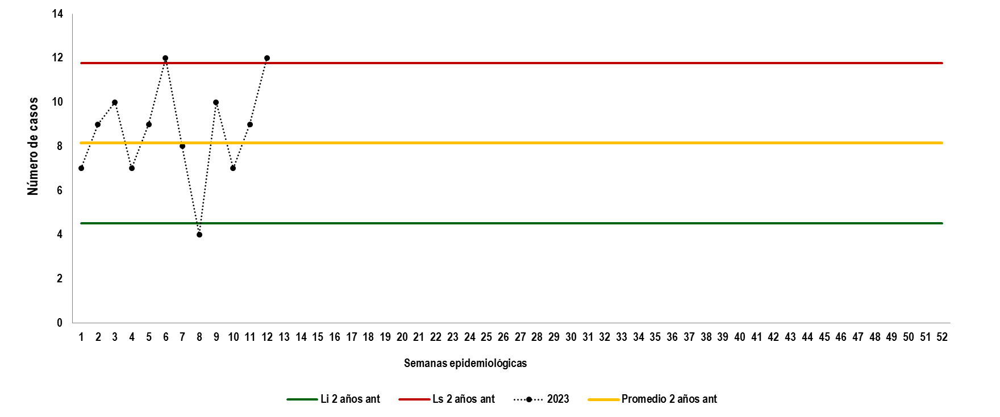 14
12
10
8
6
4
2
0
Número de casos
1 2 3 4 5 6 7 8 9 10 11 12 13 14 15 16 17 18 19 20 21 22 23 24 25 26 27 28 29 30 31 32 33 34 35 36 37 38 39 40 41 42 43 44 45 46 47 48 49 50 51 52
Semanas epidemiológicas
Li 2 años ant Ls 2 años ant 2023 Promedio 2 años ant